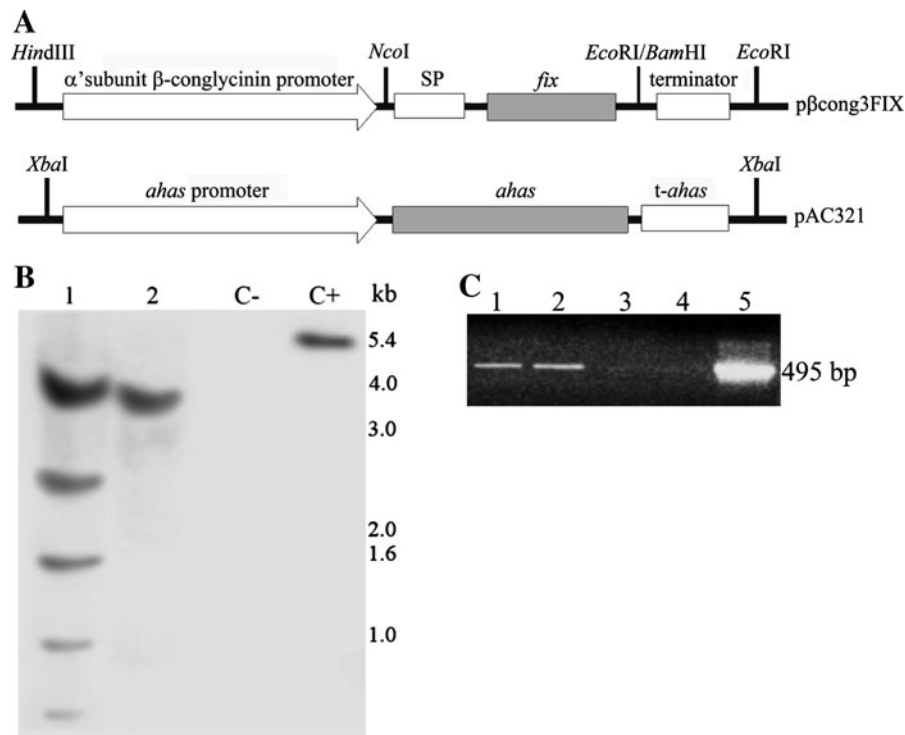 A
HindIII
NcoI
EcoRI/BamHI
EcoRI
α'subunit β-conglycinin promoter
SP
fix
terminator
pβcong3FIX
XbaI
XbaI
ahas promoter
ahas
t-ahas
pAC321
B
1 2 C- C+ kb
5.4
4.0
3.0
2.0
1.6
1.0
C
1 2 3 4 5
495 bp